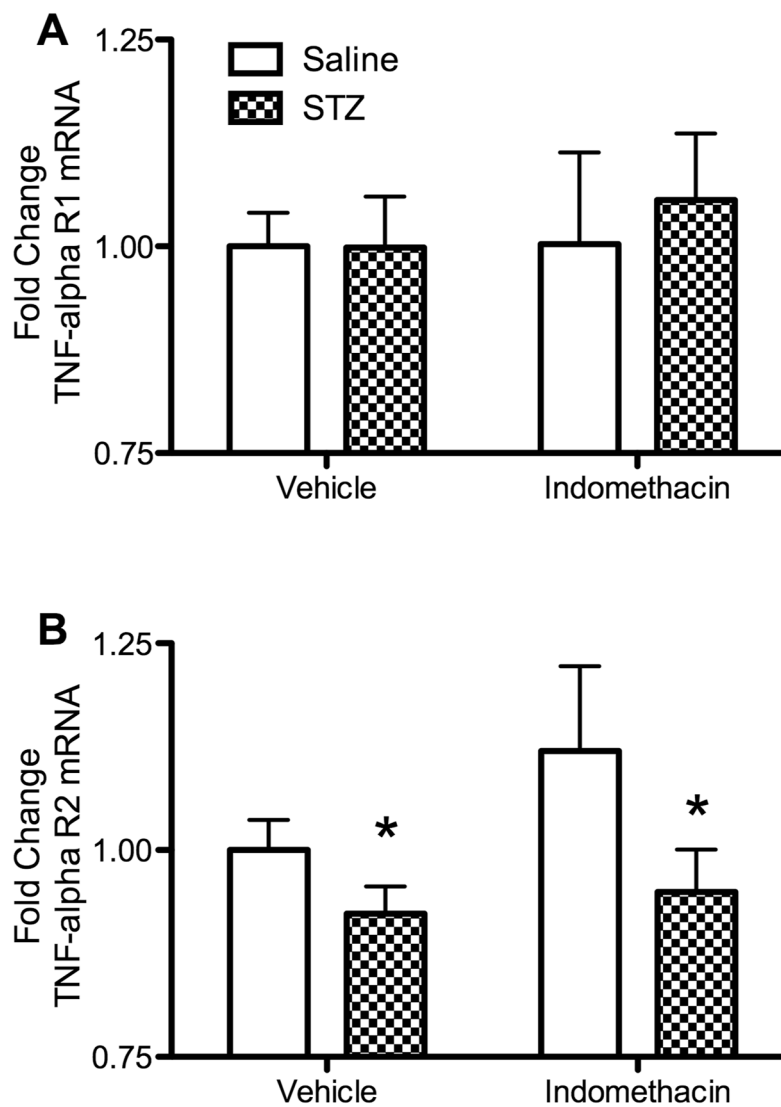 A
1.25
Saline
STZ
Fold Change
TNF-alpha R1 mRNA
1.00
0.75
Vehicle
Indomethacin
B
1.25
Fold Change
TNF-alpha R2 mRNA
*
*
1.00
0.75
Vehicle
Indomethacin